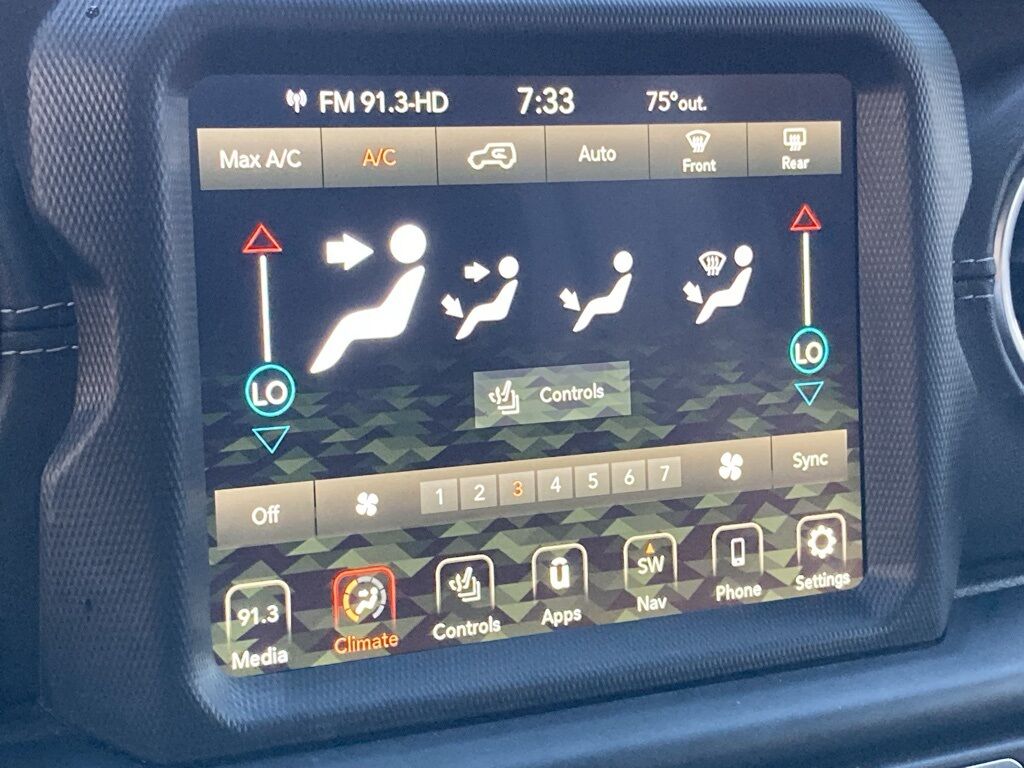 FM 91.3-HD 7:33 75°out.
Max A/C A/C Auto Front Rear
LO LO
Controls
Off 1 2 3 4 5 6 7 Sync
91.3 SW
Media Climate Controls Apps Nav Phone Settings